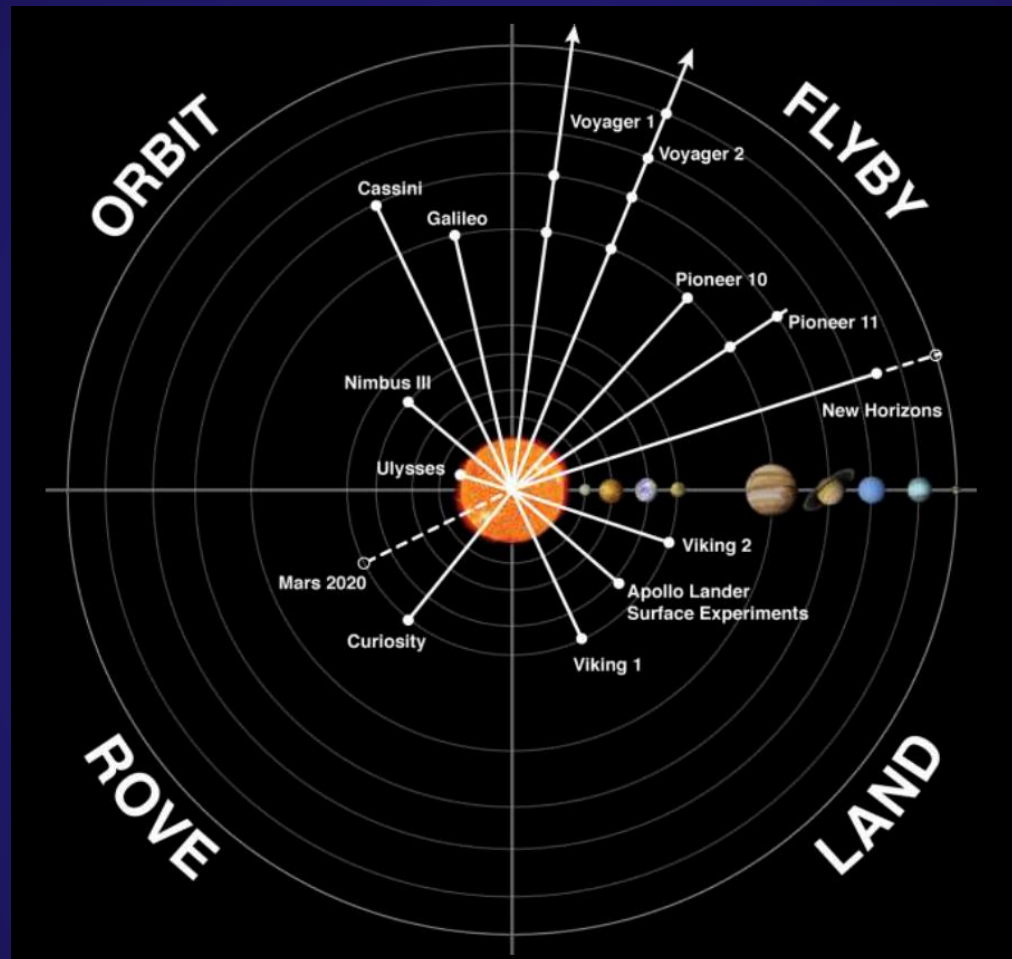 ORBIT
FLYBY
Voyager 1
Voyager 2
Cassini
Galileo
Pioneer 10
Pioneer 11
Nimbus III
New Horizons
Ulysses
Viking 2
Mars 2020
Apollo Lander
Surface Experiments
Curiosity
Viking 1
ROVE
LAND